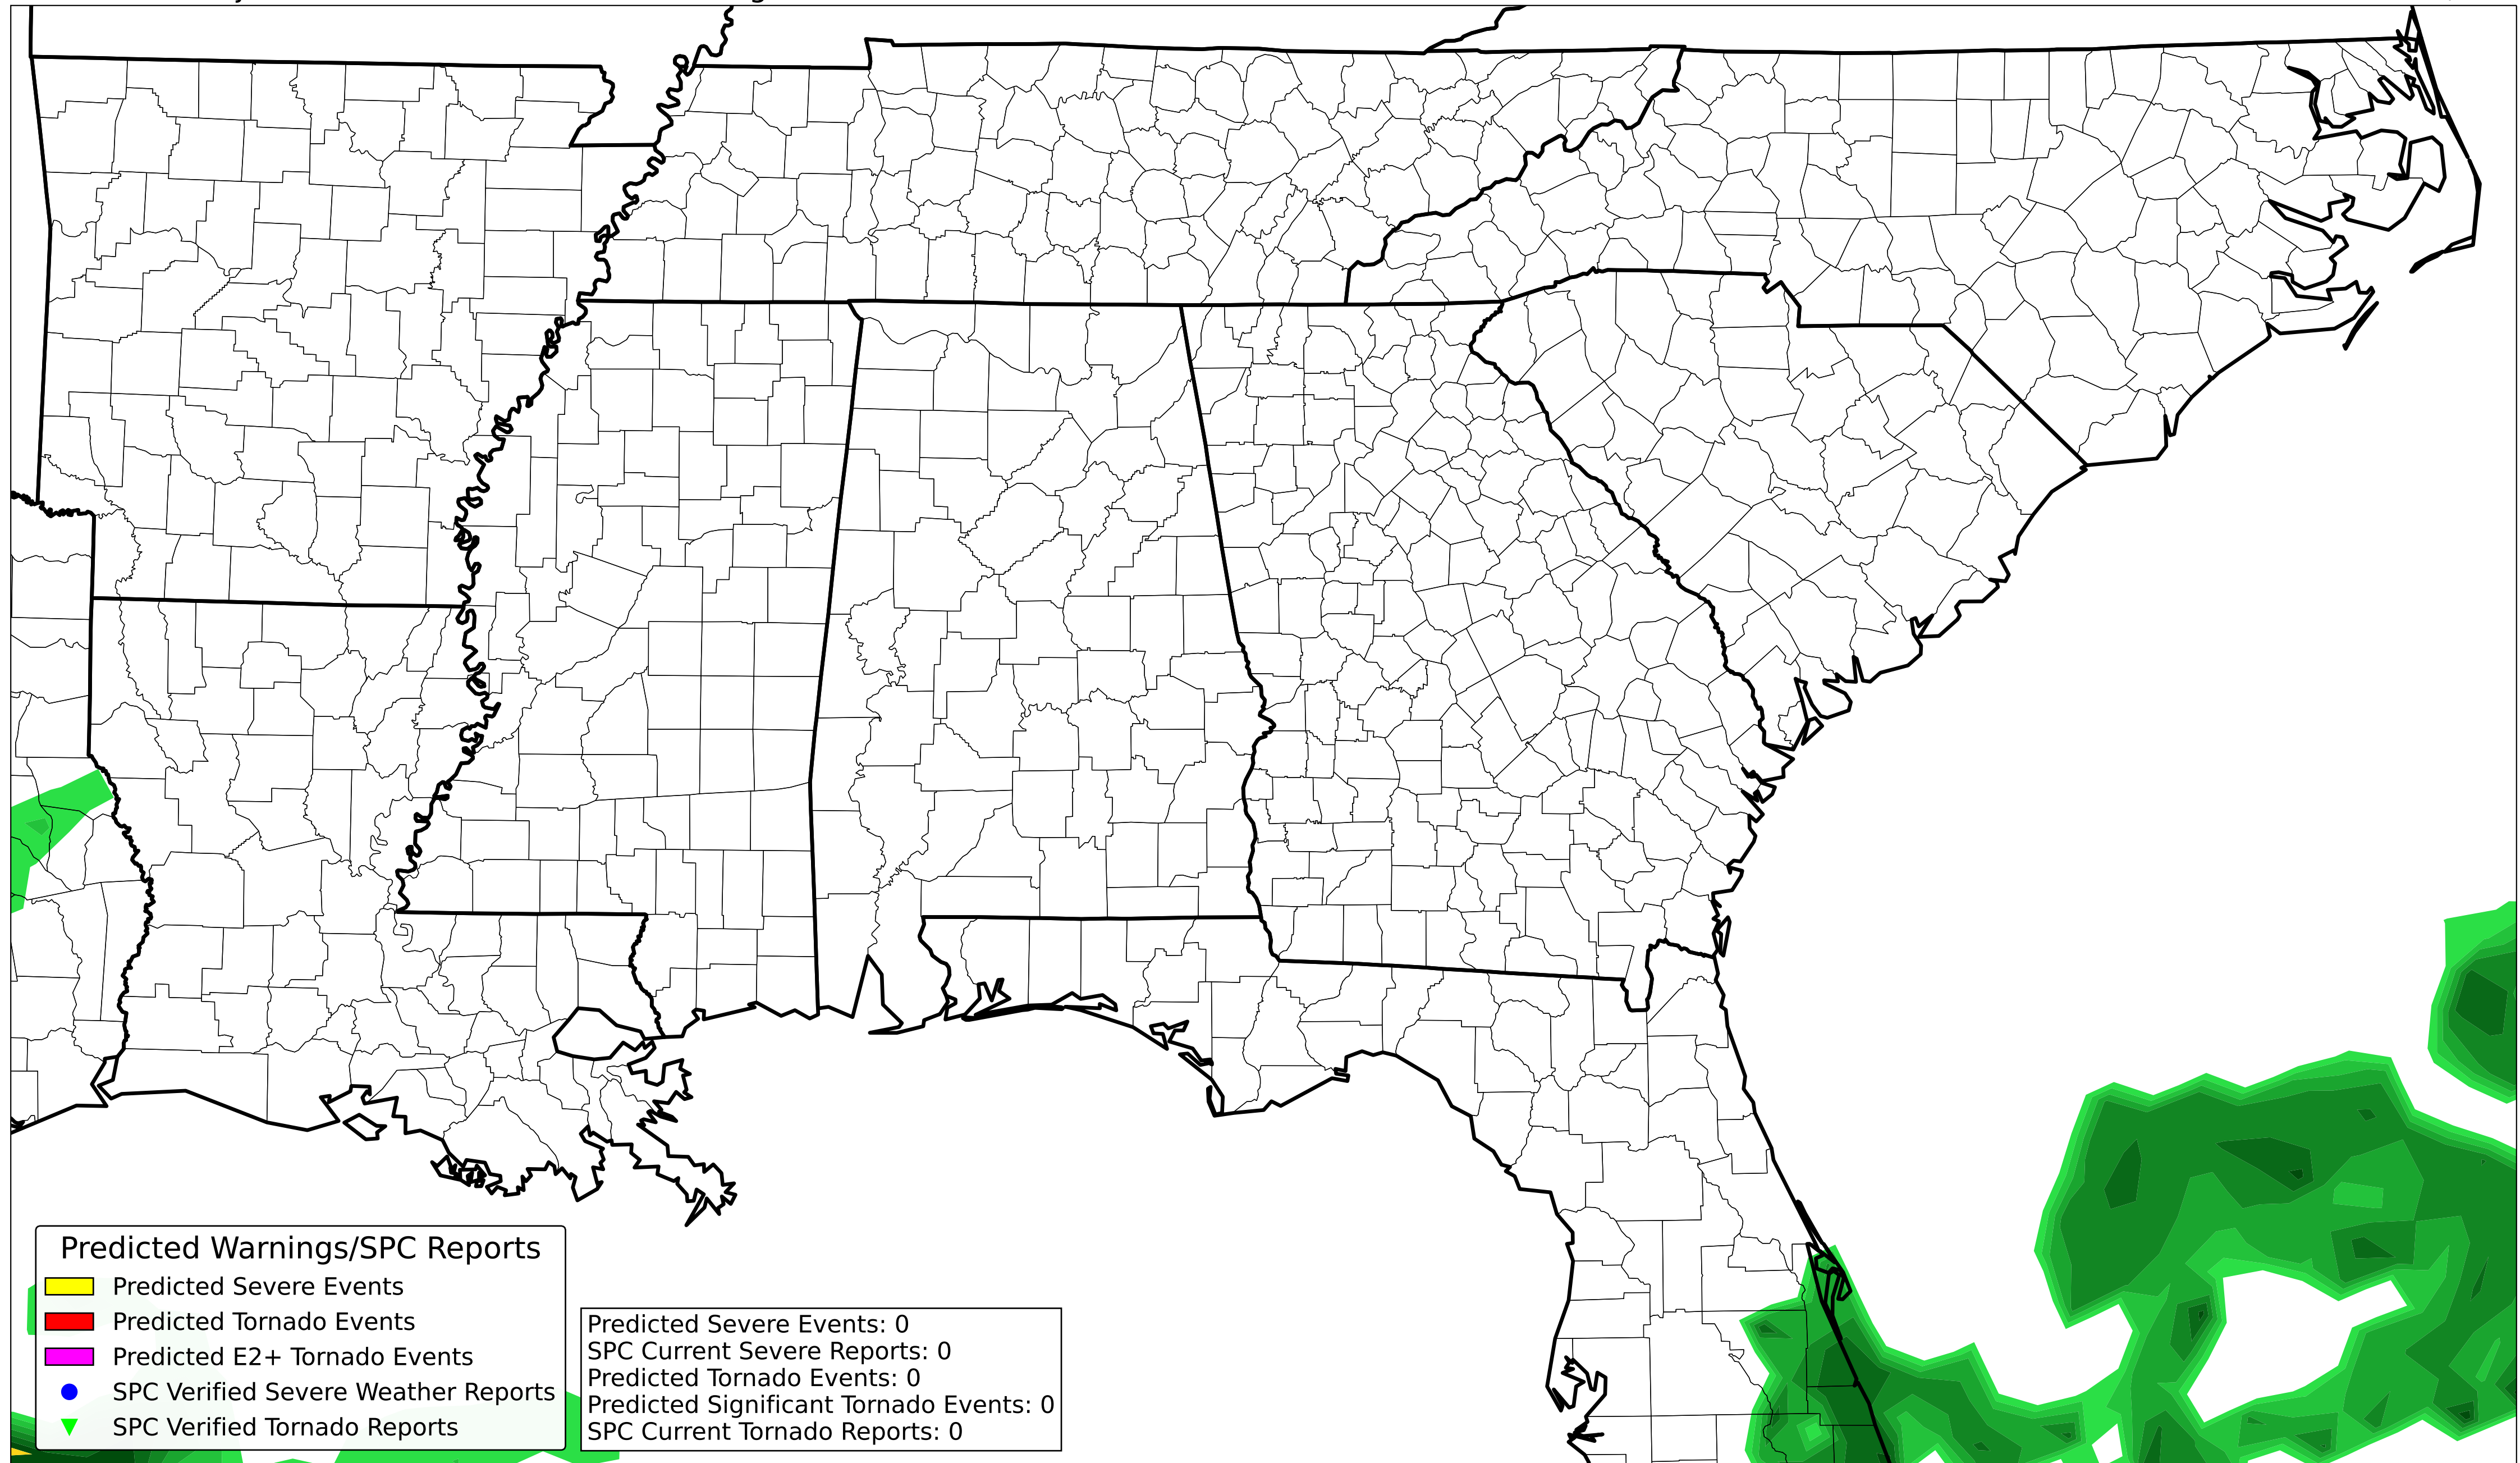 Predicted Warnings/SPC Reports
Predicted Severe Events
Predicted Tornado Events
Predicted E2+ Tornado Events
SPC Verified Severe Weather Reports
SPC Verified Tornado Reports
Predicted Severe Events: 0
SPC Current Severe Reports: 0
Predicted Tornado Events: 0
Predicted Significant Tornado Events: 0
SPC Current Tornado Reports: 0